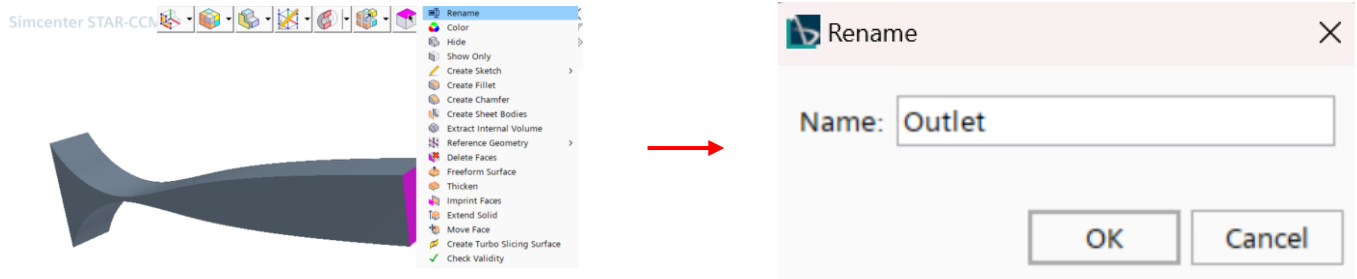 Simcenter STAR-CCM
Rename
Color
Hide
Show Only
Create Sketch
Create Fillet
Create Chamfer
Create Sheet Bodies
Extract Internal Volume
Reference Geometry
Delete Faces
Freeform Surface
Thicken
Imprint Faces
Extend Solid
Move Face
Create Turbo Slicing Surface
Check Validity
Rename
Name: Outlet
OK Cancel